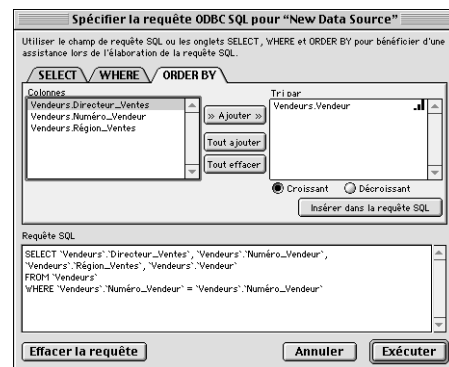 Spécifier la requête ODBC SQL pour “New Data Source”
Utiliser le champ de requête SQL ou les onglets SELECT, WHERE et ORDER BY pour bénéficier d'une
assistance lors de l'élaboration de la requête SQL.
SELECT WHERE ORDER BY
Colonnes
Vendeurs.Directeur_Ventes
Vendeurs.Numéro_Vendeur
Vendeurs.Région_Ventes
» Ajouter »
Tout ajouter
Tout effacer
Tri par
Vendeurs.Vendeur
Croissant Décroissant
Insérer dans la requête SQL
Requête SQL
SELECT `Vendeurs`.`Directeur_Ventes`, `Vendeurs`.`Numéro_Vendeur`,
`Vendeurs`.`Région_Ventes`, `Vendeurs`.`Vendeur`
FROM `Vendeurs`
WHERE `Vendeurs`.`Numéro_Vendeur` = `Vendeurs`.`Numéro_Vendeur`
Effacer la requête Annuler Exécuter